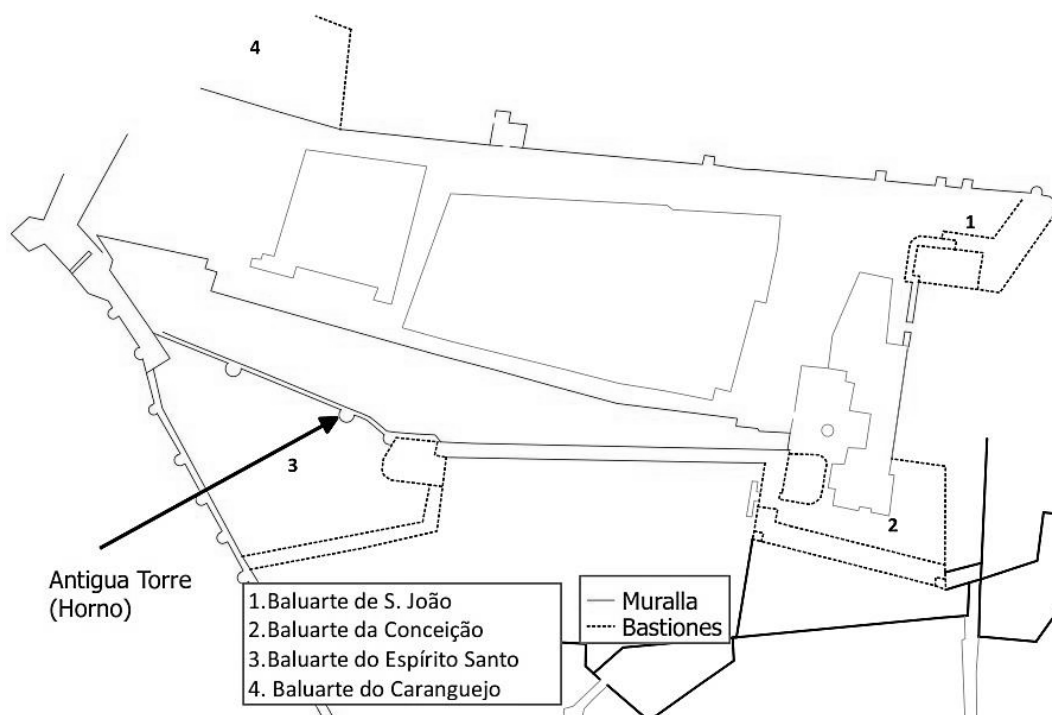 4
1
3
2
Antigua Torre
(Horno)
1.Baluarte de S. João
2.Baluarte da Conceição
3.Baluarte do Espírito Santo
4. Baluarte do Caranguejo
Muralla
Bastiones